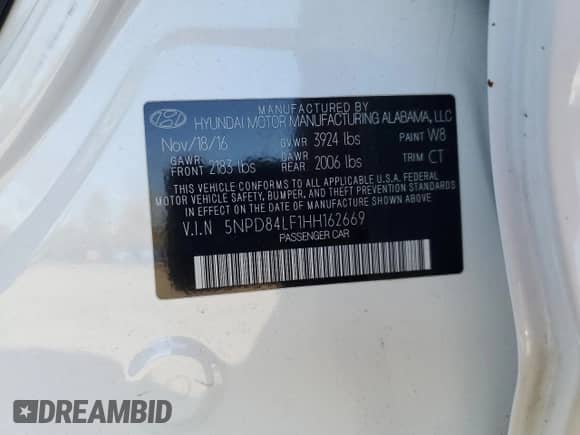 MANUFACTURED BY
HYUNDAI MOTOR MANUFACTURING ALABAMA, LLC
Nov/18/16 GVWR 3924 lbs PAINT W8
GAWR FRONT 2183 lbs GAWR REAR 2006 lbs TRIM CT
THIS VEHICLE CONFORMS TO ALL APPLICABLE U.S.A. FEDERAL
MOTOR VEHICLE SAFETY, BUMPER, AND THEFT PREVENTION STANDARDS
IN EFFECT ON THE DATE OF MANUFACTURE SHOWN ABOVE.
V.I.N 5NPD84LF1HH162669
PASSENGER CAR
DREAMBID